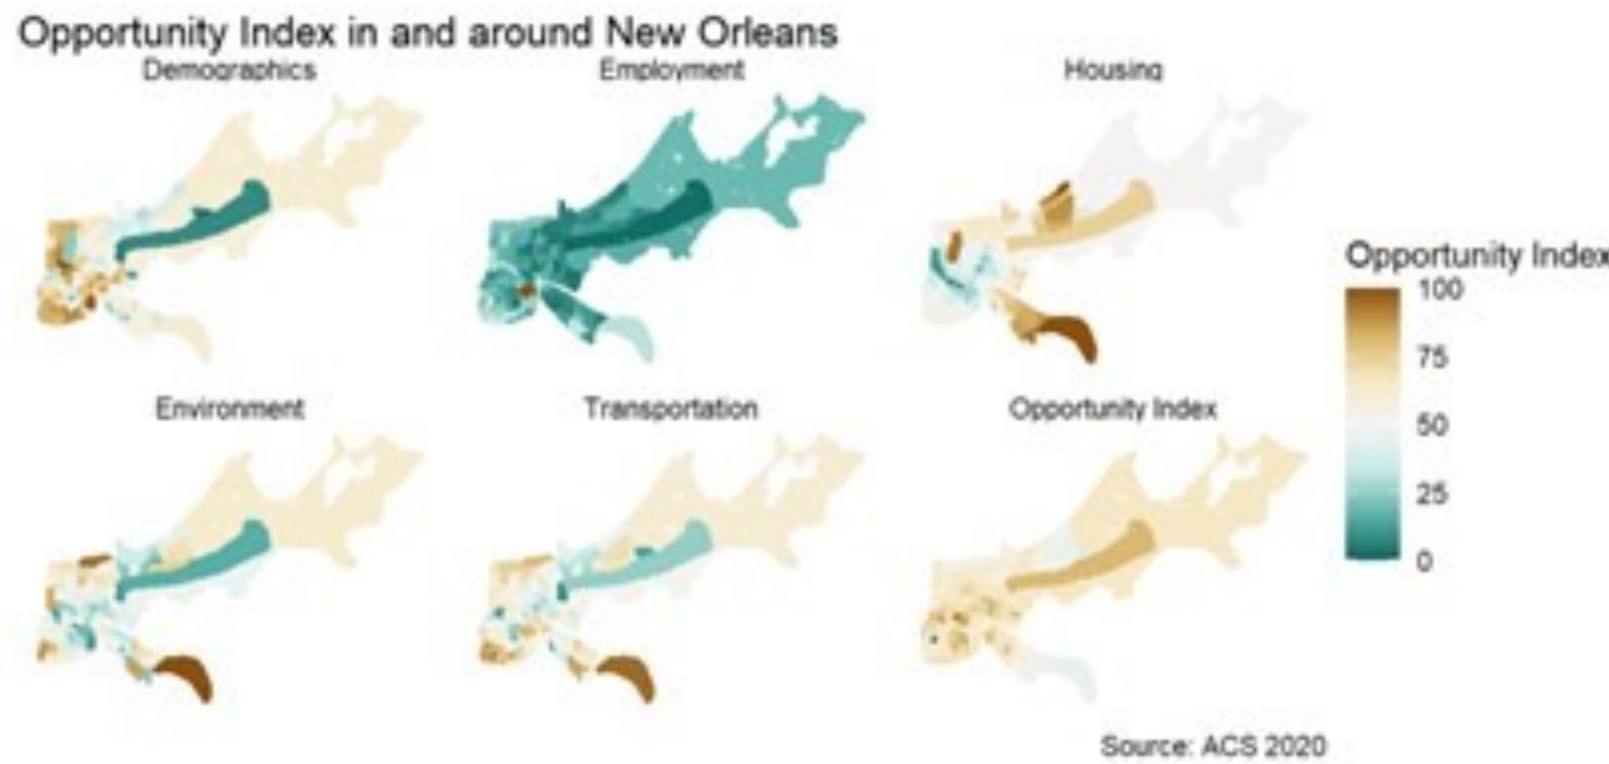 Opportunity Index in and around New Orleans
Demographics
Employment
Housing
Environment
Transportation
Opportunity Index
Opportunity Index
100
75
50
25
0
Source: ACS 2020